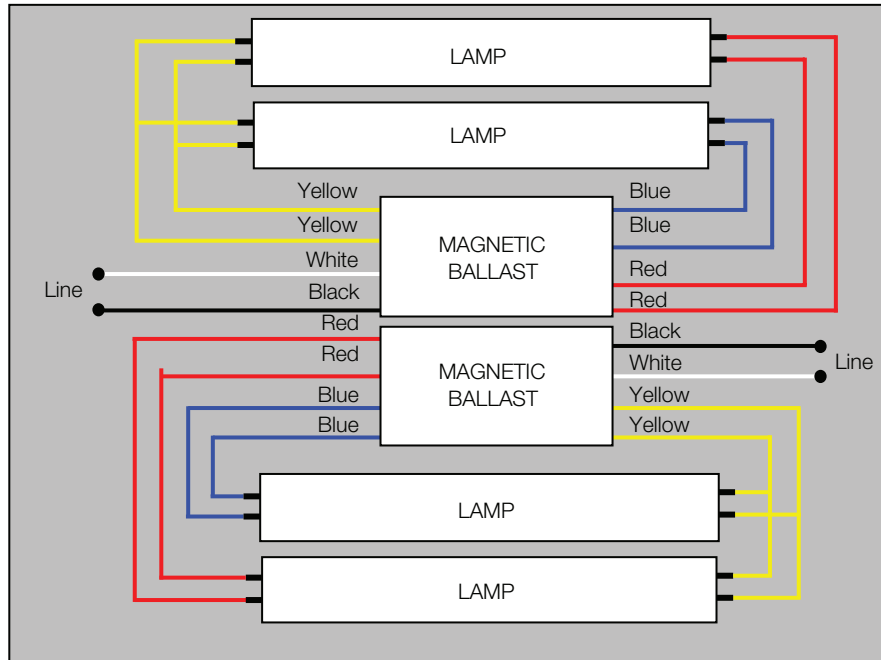 LAMP
LAMP
Yellow
Blue
Yellow
Blue
MAGNETIC
BALLAST
White
Red
Line
Black
Red
Red
Black
Line
Red
White
MAGNETIC
BALLAST
Blue
Yellow
Blue
Yellow
LAMP
LAMP